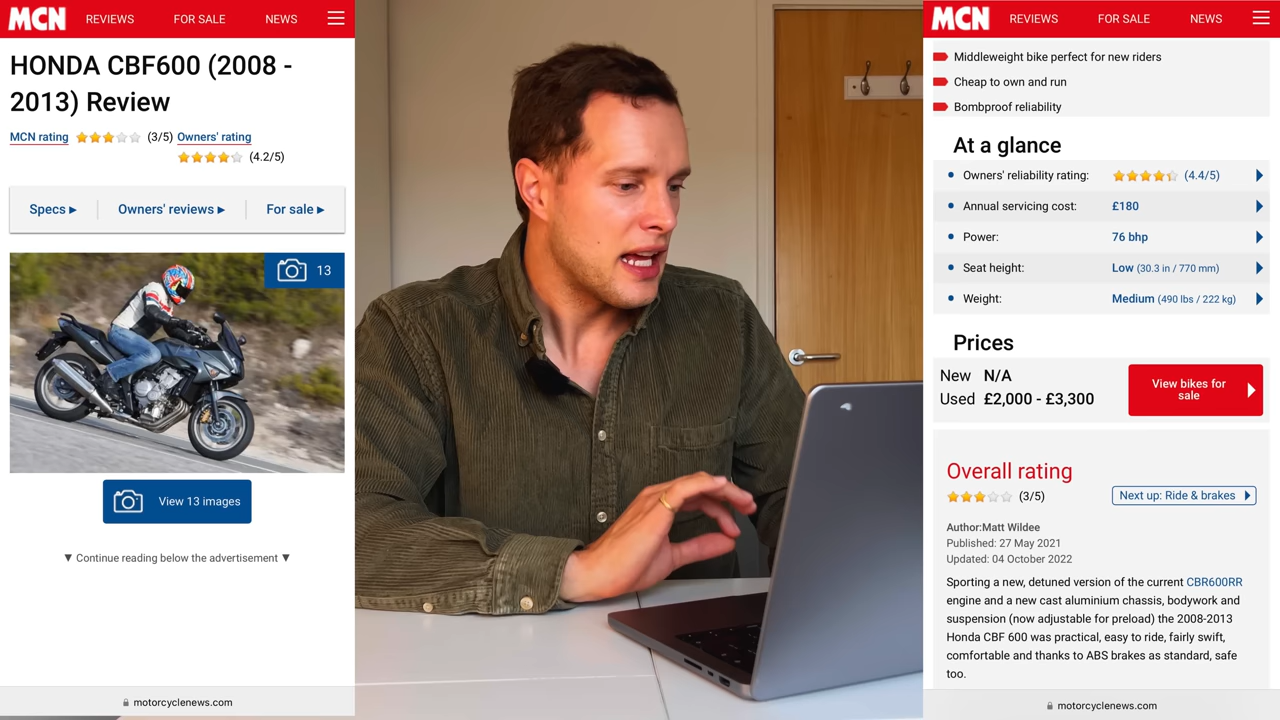 MCN REVIEWS FOR SALE NEWS
HONDA CBF600 (2008 -
2013) Review
MCN rating (3/5) Owners' rating
(4.2/5)
Specs ▸ Owners' reviews ▸ For sale ▸
13
View 13 images
▼ Continue reading below the advertisement ▼
motorcyclenews.com
MCN REVIEWS FOR SALE NEWS
Middleweight bike perfect for new riders
Cheap to own and run
Bombproof reliability
At a glance
Owners' reliability rating: (4.4/5)
Annual servicing cost: £180
Power: 76 bhp
Seat height: Low (30.3 in / 770 mm)
Weight: Medium (490 lbs / 222 kg)
Prices
New N/A
Used £2,000 - £3,300
View bikes for
sale
Overall rating
(3/5) Next up: Ride & brakes
Author:Matt Wildee
Published: 27 May 2021
Updated: 04 October 2022
Sporting a new, detuned version of the current CBR600RR
engine and a new cast aluminium chassis, bodywork and
suspension (now adjustable for preload) the 2008-2013
Honda CBF 600 was practical, easy to ride, fairly swift,
comfortable and thanks to ABS brakes as standard, safe
too.
motorcyclenews.com